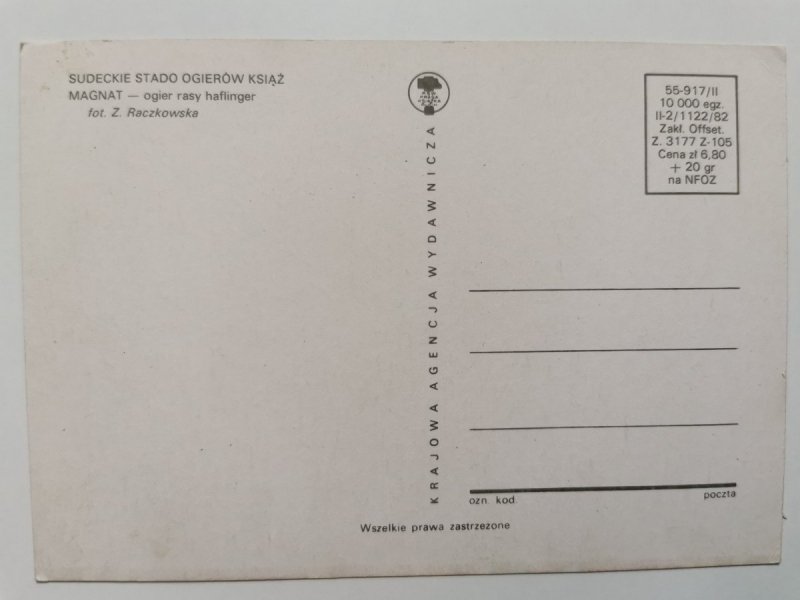 SUDECKIE STADO OGIERÓW KSIĄŻ
MAGNAT — ogier rasy haflinger
fot. Z. Raczkowska
KRAJOWA AGENCJA WYDAWNICZA
55-917/II
10 000 egz.
II-2/1122/82
Zakł. Offset.
Z. 3177 Z-105
Cena zł 6,80
+ 20 gr
na NFOZ
ozn. kod
poczta
Wszelkie prawa zastrzezone